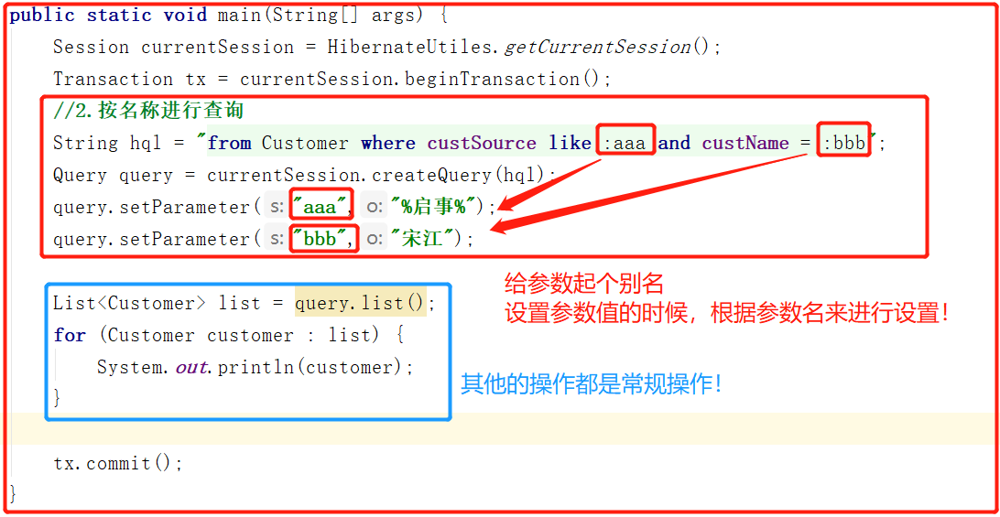 public static void main(String[] args) {
Session currentSession = HibernateUtiles.getCurrentSession();
Transaction tx = currentSession.beginTransaction();
//2.按名称进行查询
String hql = "from Customer where custSource like :aaa and custName = :bbb";
Query query = currentSession.createQuery(hql);
query.setParameter( s: "aaa", o: "%启事%");
query.setParameter( s: "bbb", o: "宋江");
给参数起个别名
设置参数值的时候，根据参数名来进行设置！
List<Customer> list = query.list();
for (Customer customer : list) {
System.out.println(customer);
}
其他的操作都是常规操作！
tx.commit();
}